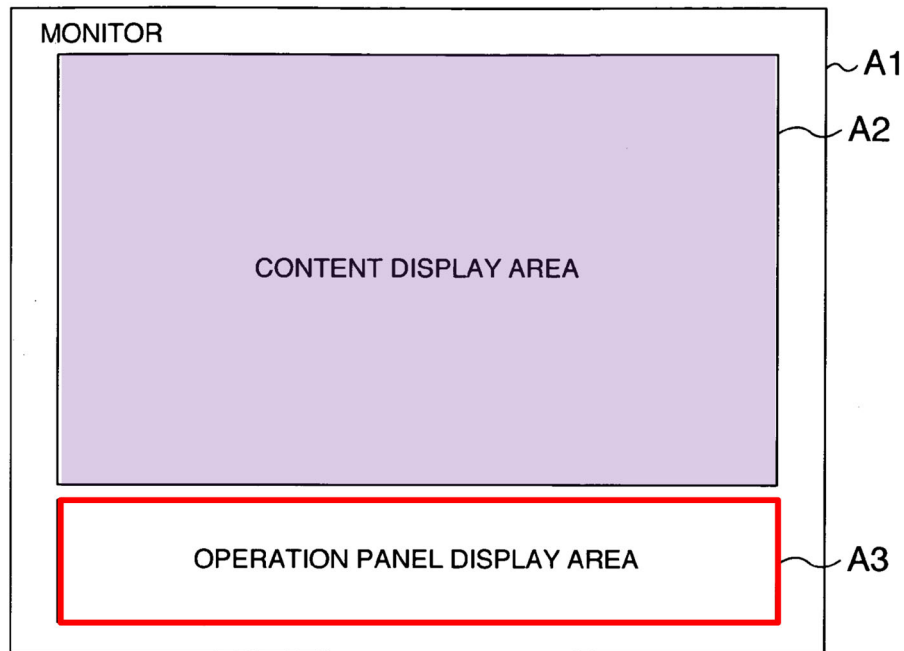 MONITOR
A1
A2
CONTENT DISPLAY AREA
OPERATION PANEL DISPLAY AREA
A3